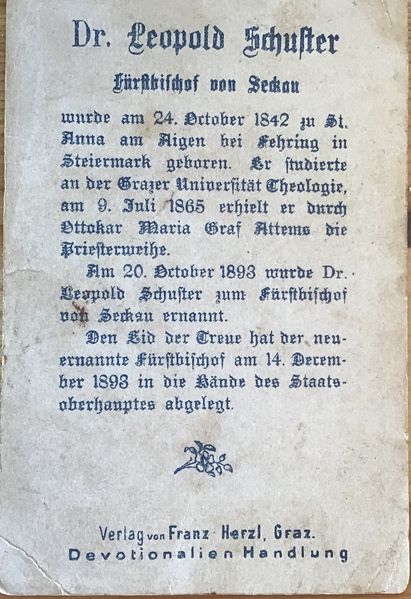 Dr. Leopold Schuster
Fürstbischof von Seckau
wurde am 24. October 1842 zu St.
Anna am Aigen bei Fehring in
Steiermark geboren. Er studierte
an der Grazer Universität Theologie,
am 9. Juli 1865 erhielt er durch
Ottokar Maria Graf Attems die
Priesterweihe.
Am 20. October 1893 wurde Dr.
Leopold Schuster zum Fürstbischof
von Seckau ernannt.
Den Eid der Treue hat der neu-
ernannte Fürstbischof am 14. Decem-
ber 1893 in die Hände des Staats-
oberhauptes abgelegt.
Verlag von Franz Herzl, Graz.
Devotionalien Handlung